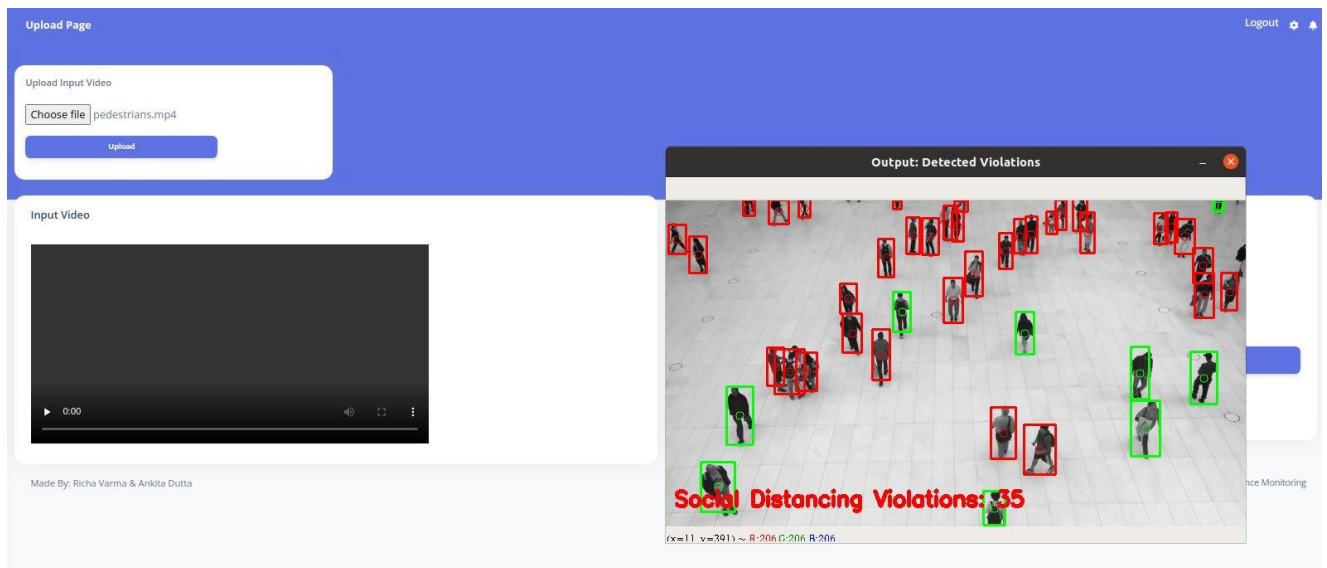 Upload Page
Logout
Upload Input Video
Choose file pedestrians.mp4
Upload
Output: Detected Violations
Input Video
0:00
Social Distancing Violations: 35
Made By: Richa Varma & Ankita Dutta
nce Monitoring
(x=11, y=391) ~ R:206 G:206 B:206